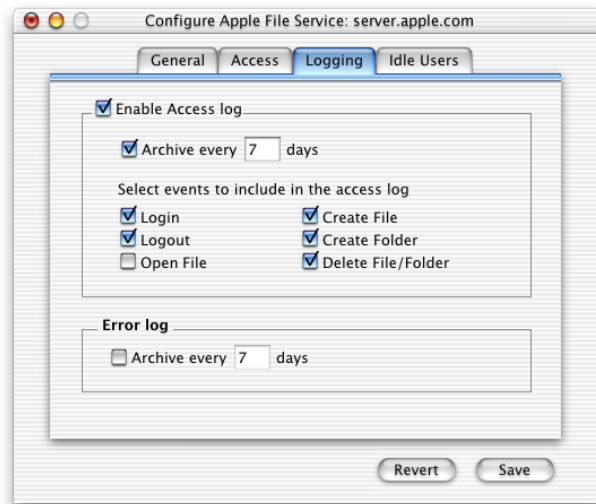 Configure Apple File Service: server.apple.com
General Access Logging Idle Users
Enable Access log
Archive every 7 days
Select events to include in the access log
Login Create File
Logout Create Folder
Open File Delete File/Folder
Error log
Archive every 7 days
Revert Save